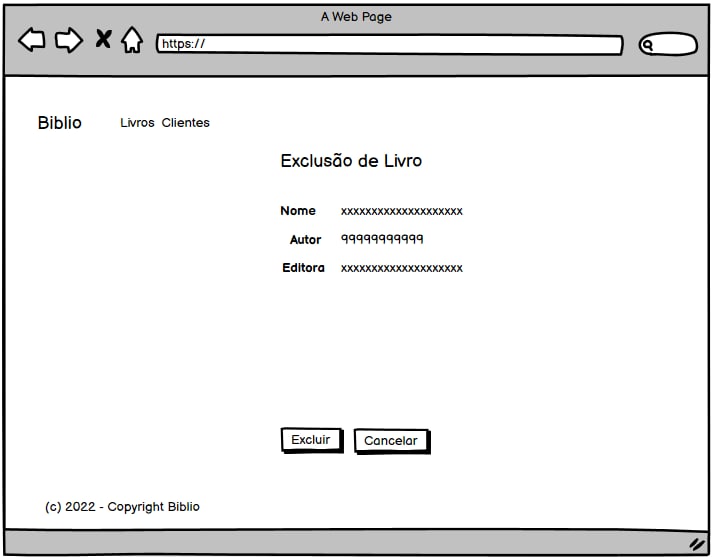 A Web Page
https://
Biblio
Livros Clientes
Exclusão de Livro
Nome xxxxxxxxxxxxxxxxxxxx
Autor 99999999999
Editora xxxxxxxxxxxxxxxxxxxx
Excluir Cancelar
(c) 2022 - Copyright Biblio